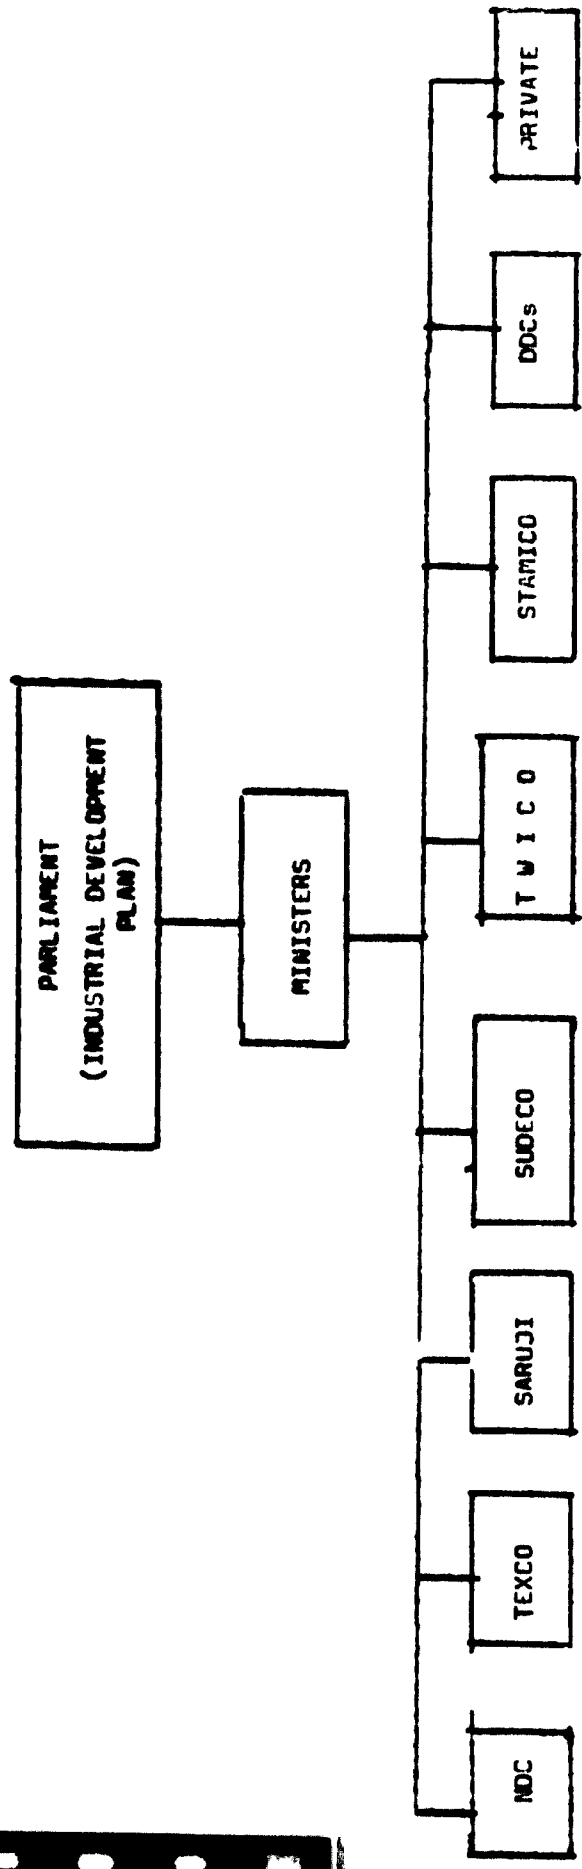 PARLIAMENT
(INDUSTRIAL DEVELOPMENT
PLAN)
MINISTERS
NDC
TEXCO
SARUJI
SUDECO
T W I C O
STAMICO
DDCs
PRIVATE